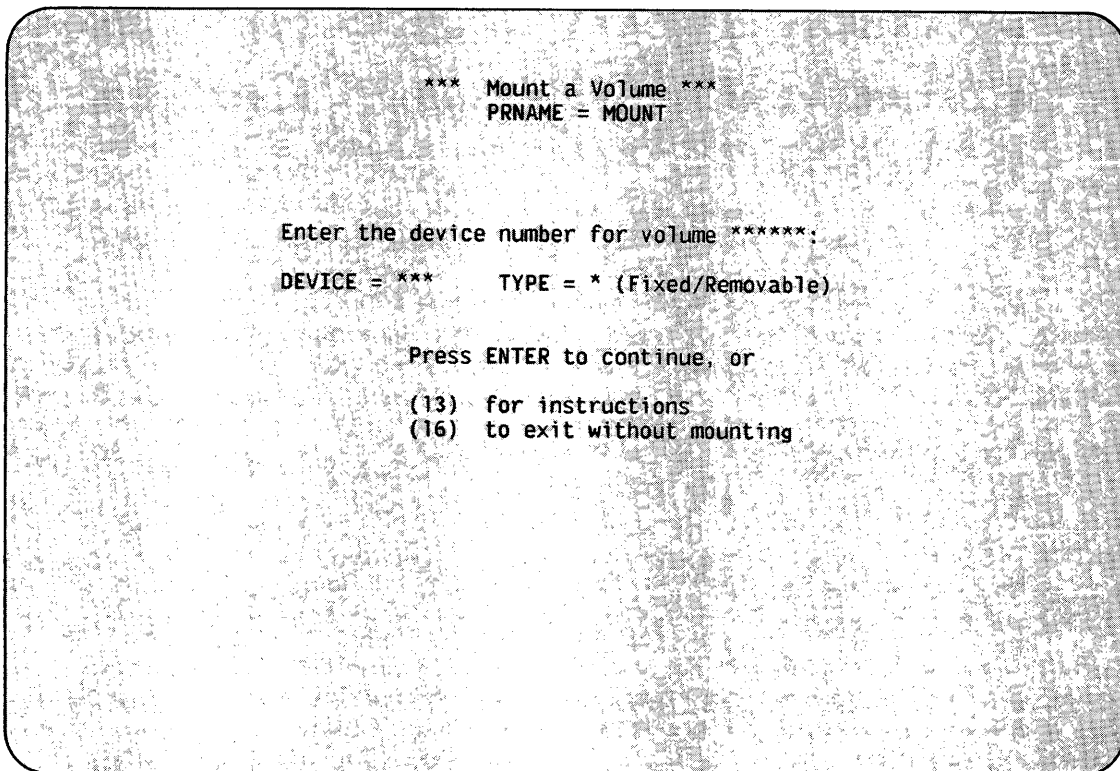 *** Mount a Volume ***
PRNAME = MOUNT
Enter the device number for volume ******:
DEVICE = *** TYPE = * (Fixed/Removable)
Press ENTER to continue, or
(13) for instructions
(16) to exit without mounting